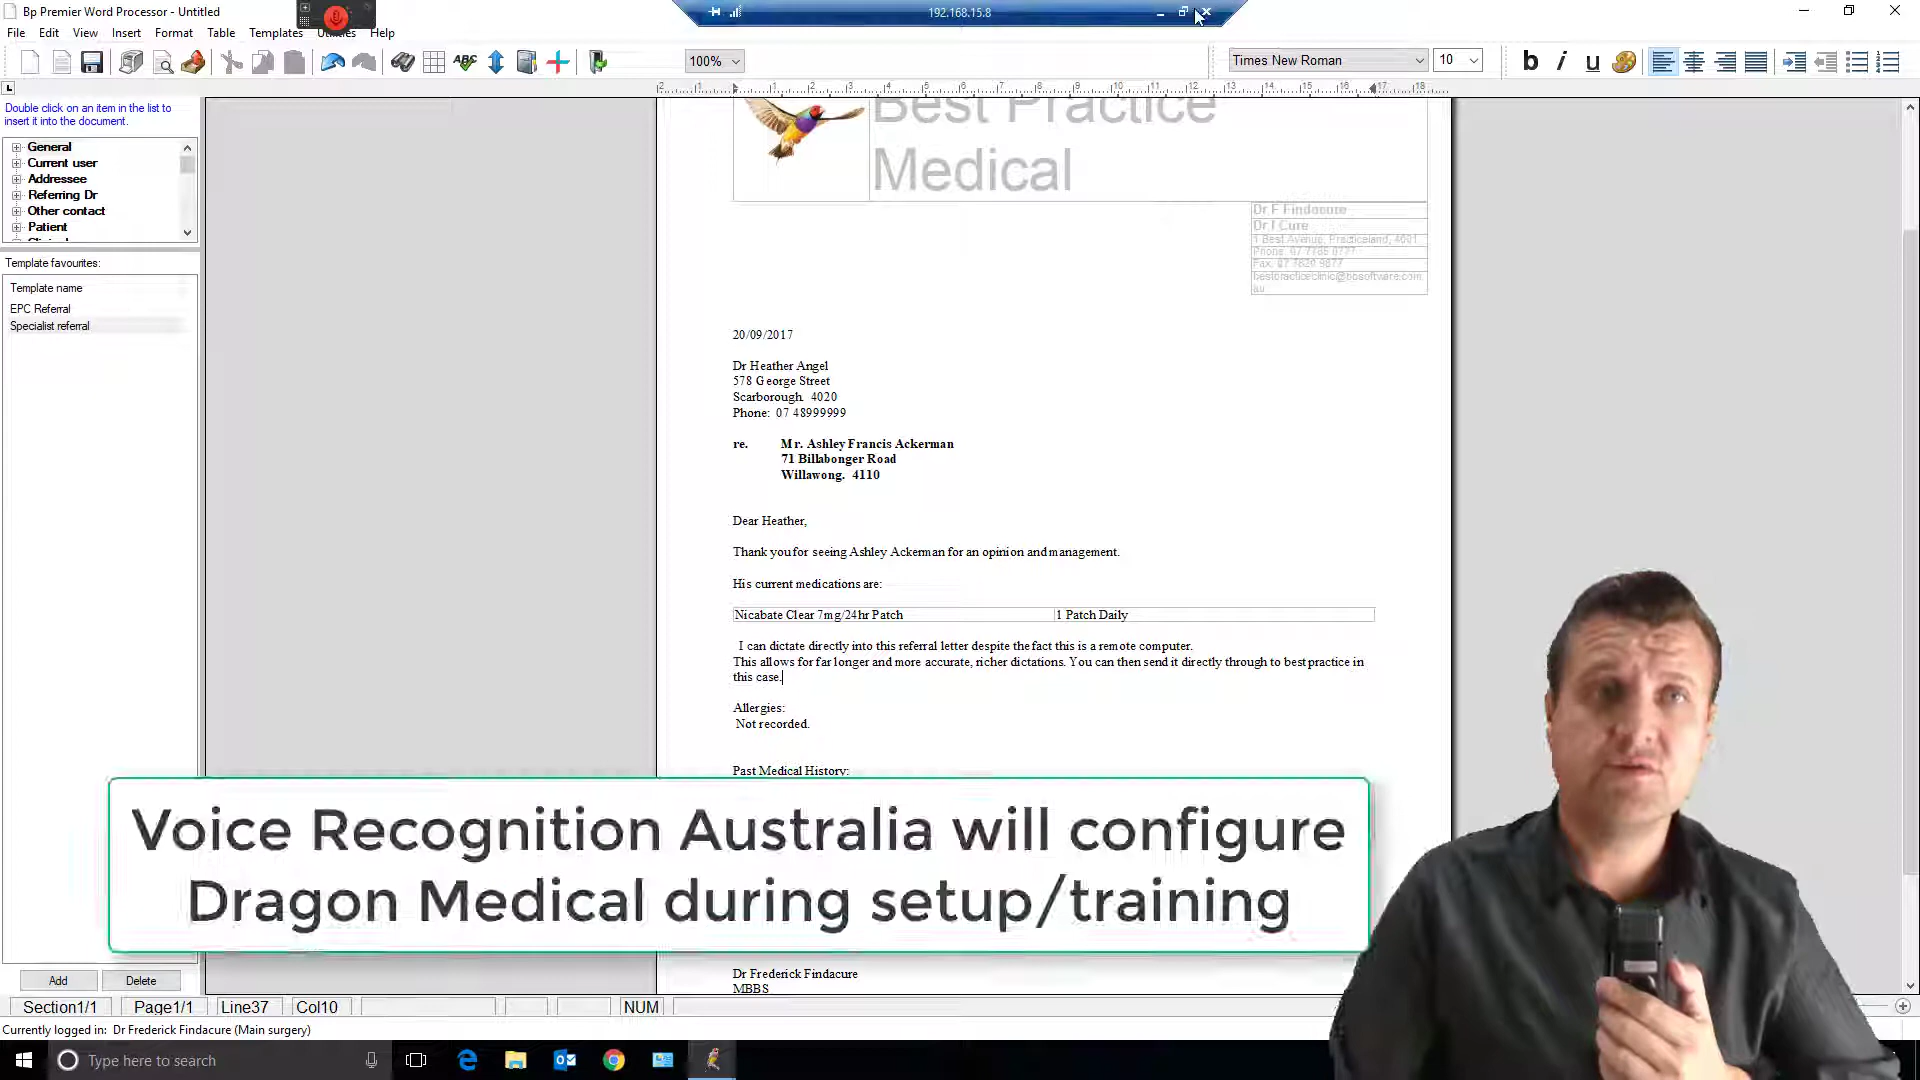 Bp Premier Word Processor - Untitled
192.168.15.8
File Edit View Insert Format Table Templates Utilities Help
100%
Times New Roman
10
b i u
Double click on an item in the list to
insert it into the document.
General
Current user
Addressee
Referring Dr
Other contact
Patient
Template favourites:
Template name
EPC Referral
Specialist referral
Best Practice
Medical
Dr F Findacure
Dr I Cure
1 Best Avenue, Practiceland, 4001
20/09/2017
Dr Heather Angel
578 George Street
Scarborough. 4020
Phone: 07 48999999
re. Mr. Ashley Francis Ackerman
71 Billabonger Road
Willawong. 4110
Dear Heather,
Thank you for seeing Ashley Ackerman for an opinion and management.
His current medications are:
Nicabate Clear 7mg/24hr Patch 1 Patch Daily
I can dictate directly into this referral letter despite the fact this is a remote computer.
This allows for far longer and more accurate, richer dictations. You can then send it directly through to best practice in
this case.
Allergies:
Not recorded.
Past Medical History:
Voice Recognition Australia will configure
Dragon Medical during setup/training
Dr Frederick Findacure
MBBS
Add Delete
Section1/1 Page1/1 Line37 Col10 NUM
Currently logged in: Dr Frederick Findacure (Main surgery)
Type here to search